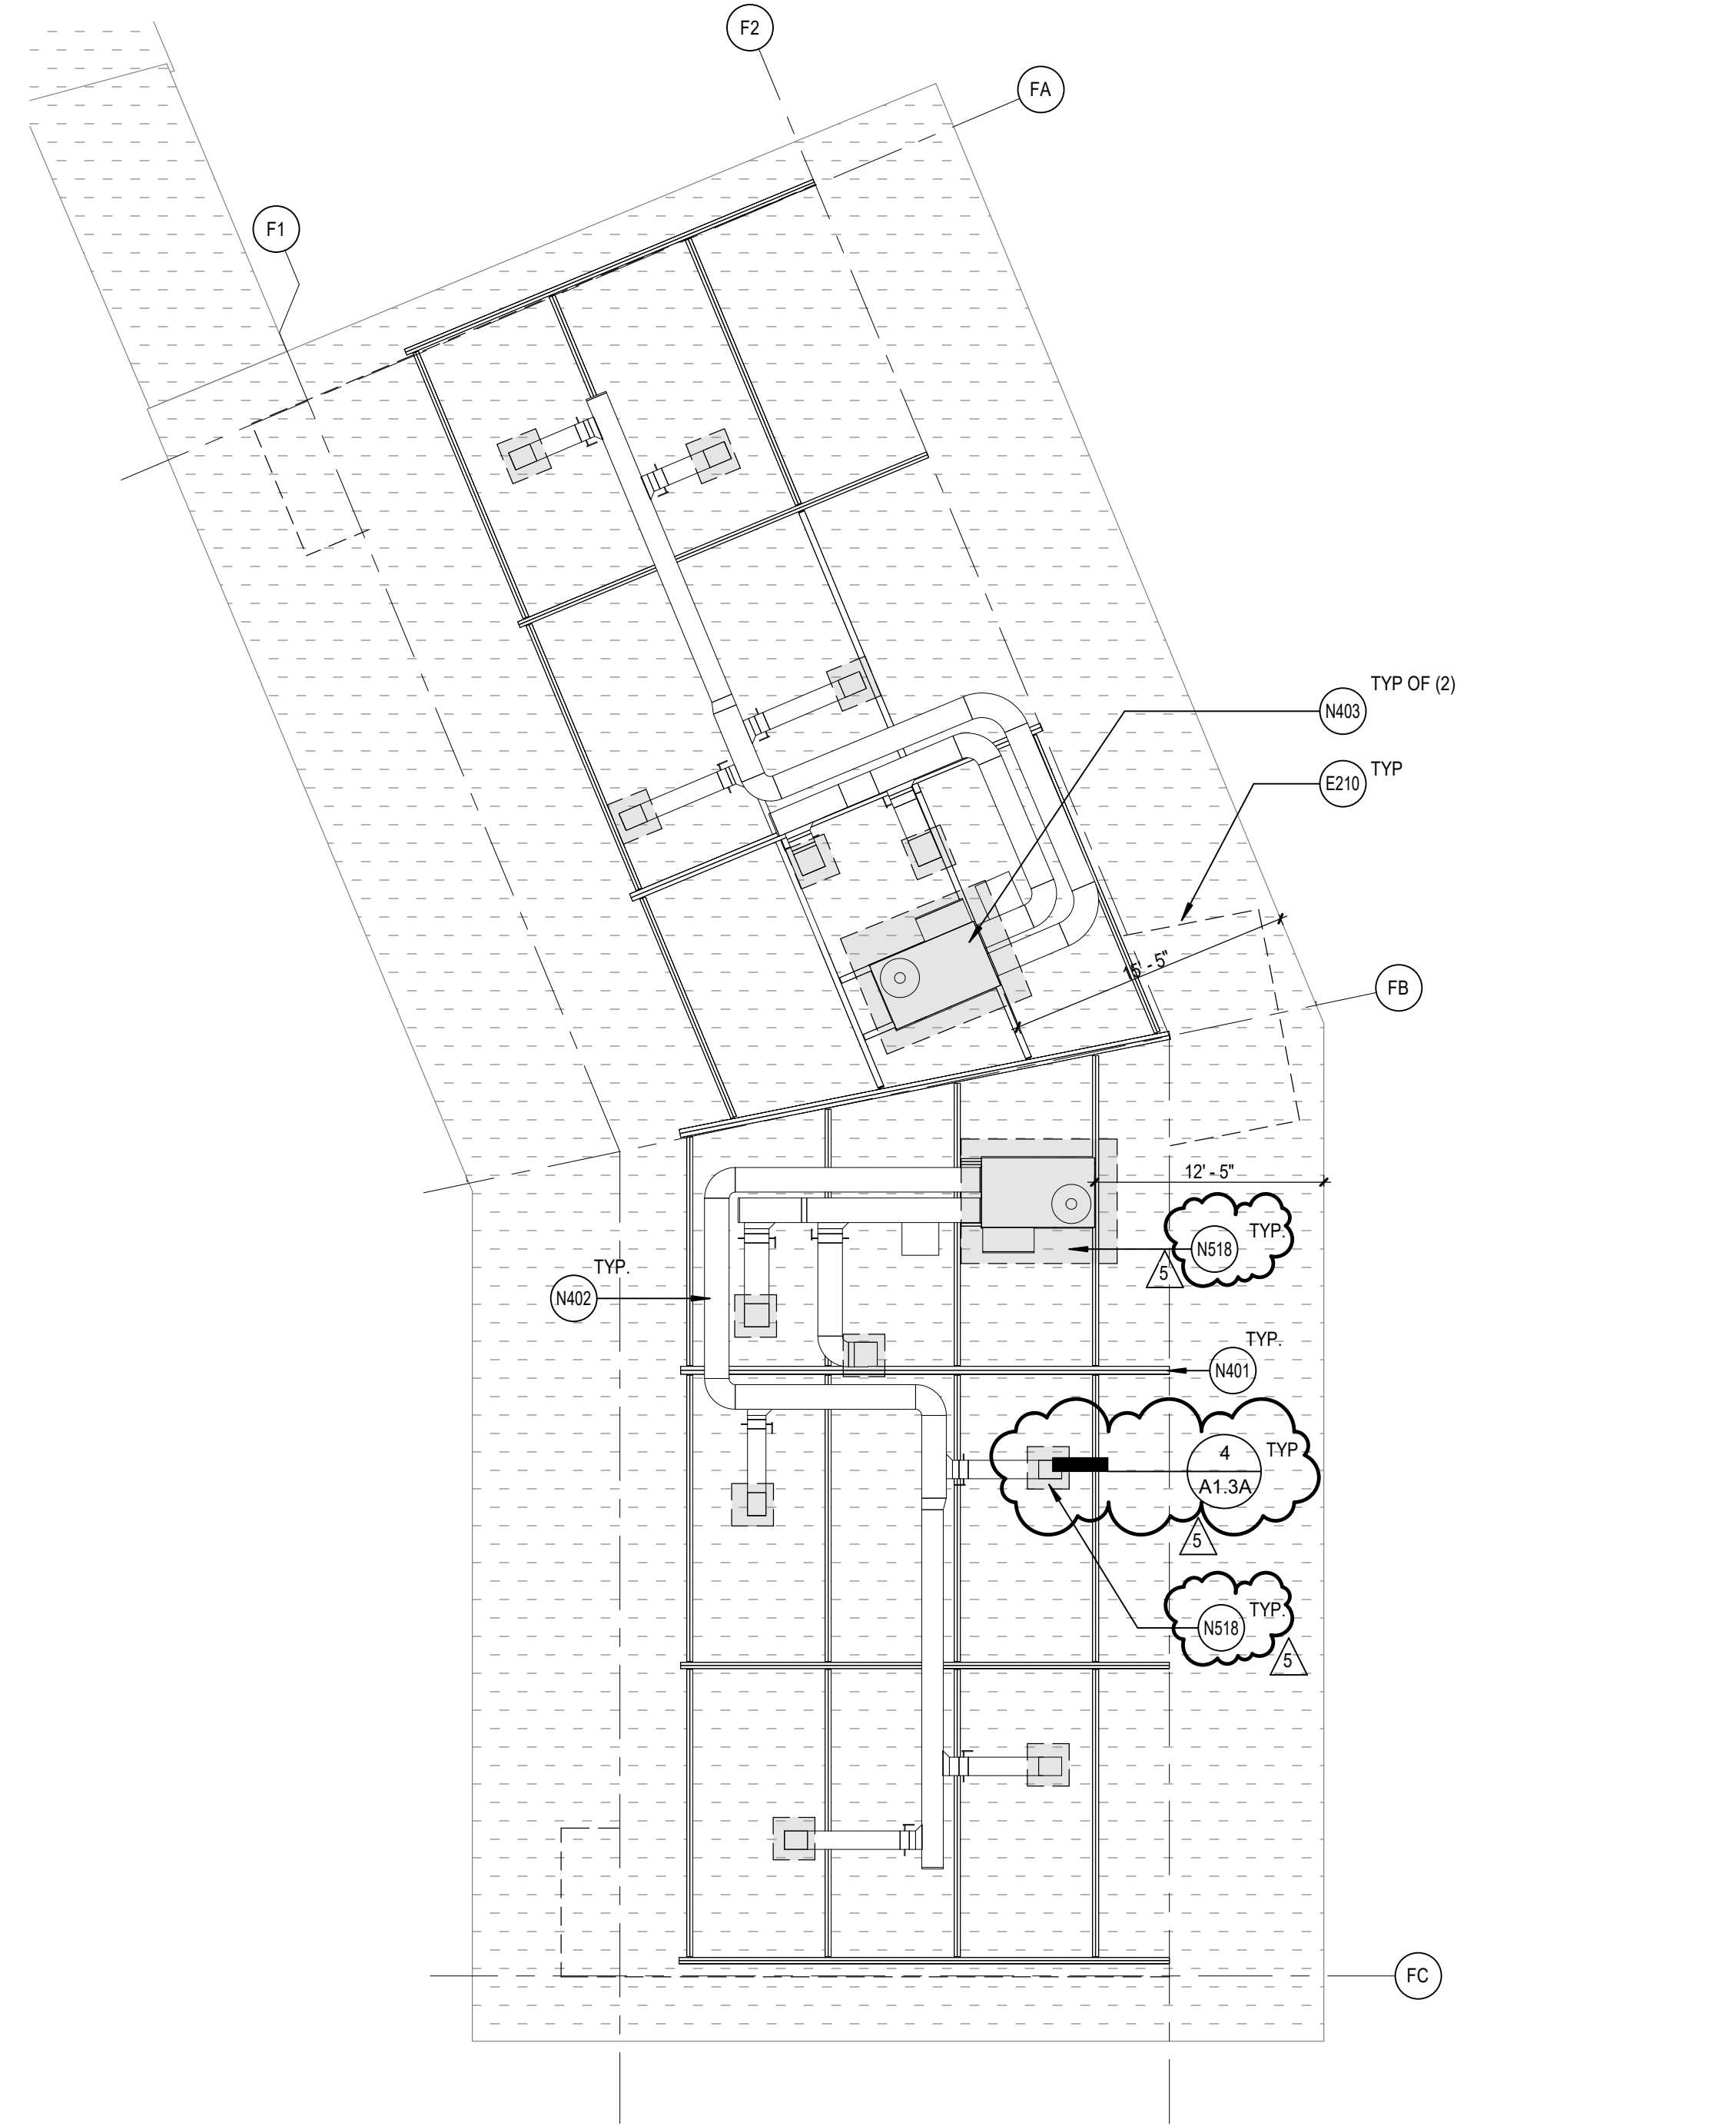 F2
FA
F1
TYP OF (2)
N403
TYP
E210
15' - 5"
FB
12' - 5"
TYP.
N518
5
TYP.
N402
TYP.
N401
4
TYP
A1.3A
5
TYP.
N518
5
FC